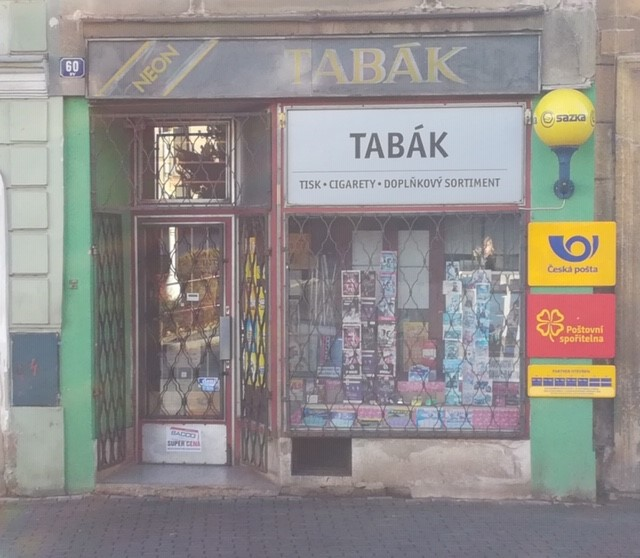 NEON
TABÁK
60
TABÁK
TISK • CIGARETY • DOPLŇKOVÝ SORTIMENT
sazka
Česká pošta
Poštovní
spořitelna
SUPER CENA